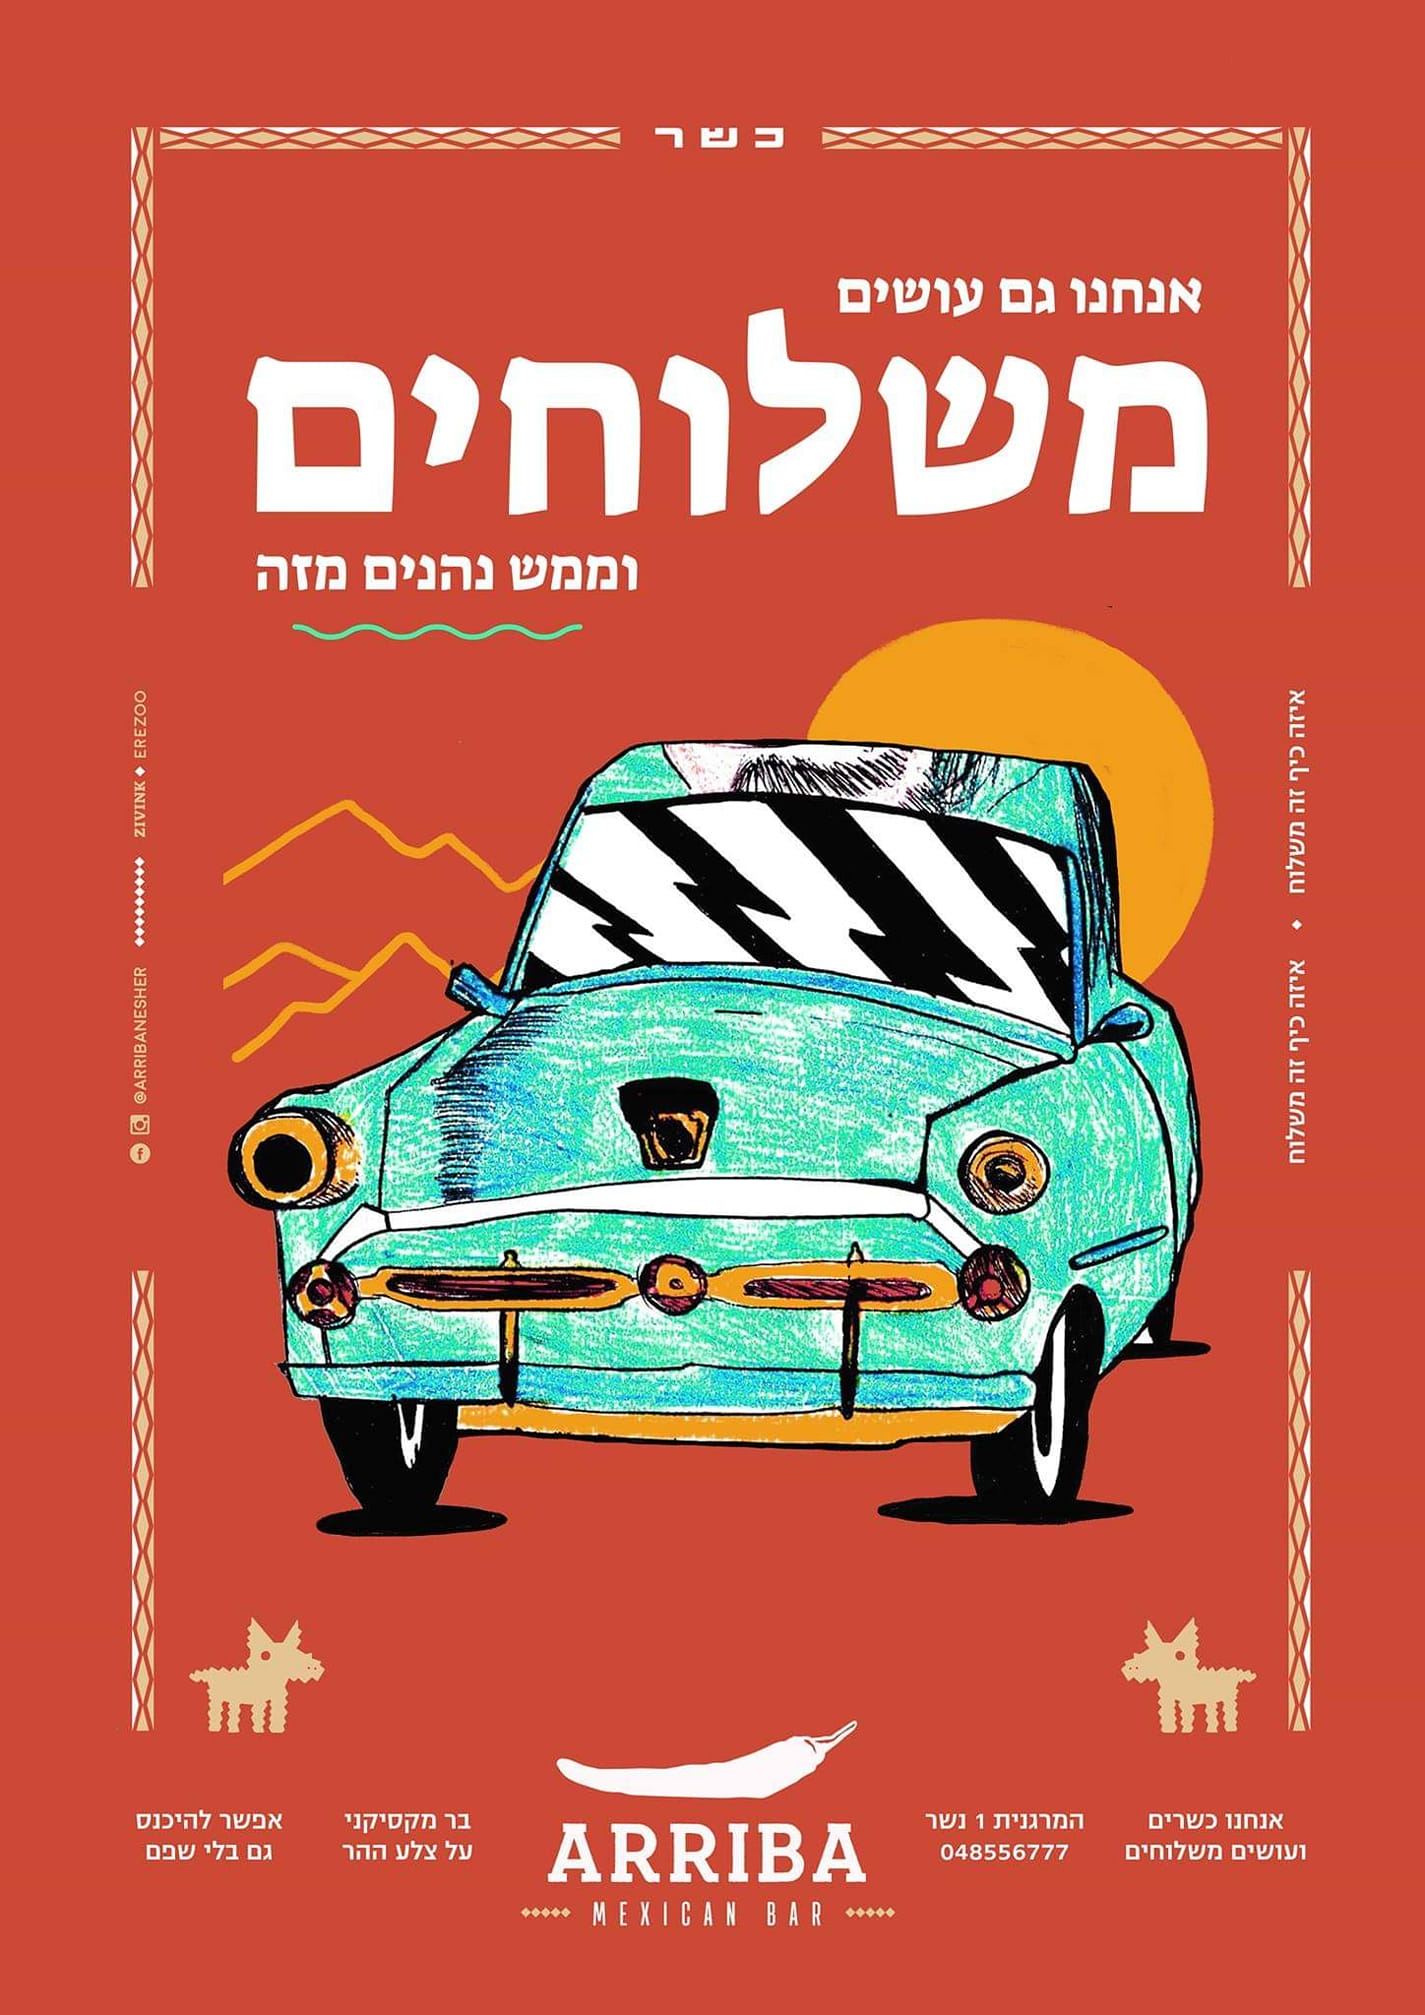 כשר
אנחנו גם עושים
משלוחים
וממש נהנים מזה
איזה כיף זה משלוח ◆ איזה כיף זה משלוח
@ARRIBANESHER ZIVINK ◆ EREZOO
אנחנו כשרים
ועושים משלוחים
המרגנית 1 נשר
048556777
ARRIBA
MEXICAN BAR
בר מקסיקני
על צלע ההר
אפשר להיכנס
גם בלי שפם